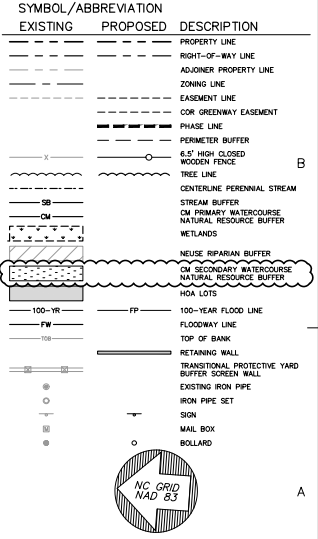 SYMBOL/ABBREVIATION
EXISTING PROPOSED DESCRIPTION
PROPERTY LINE
RIGHT-OF-WAY LINE
ADJOINER PROPERTY LINE
ZONING LINE
EASEMENT LINE
COR GREENWAY EASEMENT
PHASE LINE
PERIMETER BUFFER
X 6.5' HIGH CLOSED
WOODEN FENCE
B
TREE LINE
CENTERLINE PERENNIAL STREAM
SB STREAM BUFFER
CM CM PRIMARY WATERCOURSE
NATURAL RESOURCE BUFFER
WETLANDS
NEUSE RIPARIAN BUFFER
CM SECONDARY WATERCOURSE
NATURAL RESOURCE BUFFER
HOA LOTS
100-YR FP 100-YEAR FLOOD LINE
FW FLOODWAY LINE
TOB TOP OF BANK
RETAINING WALL
TRANSITIONAL PROTECTIVE YARD
BUFFER SCREEN WALL
EXISTING IRON PIPE
IRON PIPE SET
SIGN
MAIL BOX
BOLLARD
NC GRID
NAD 83
A